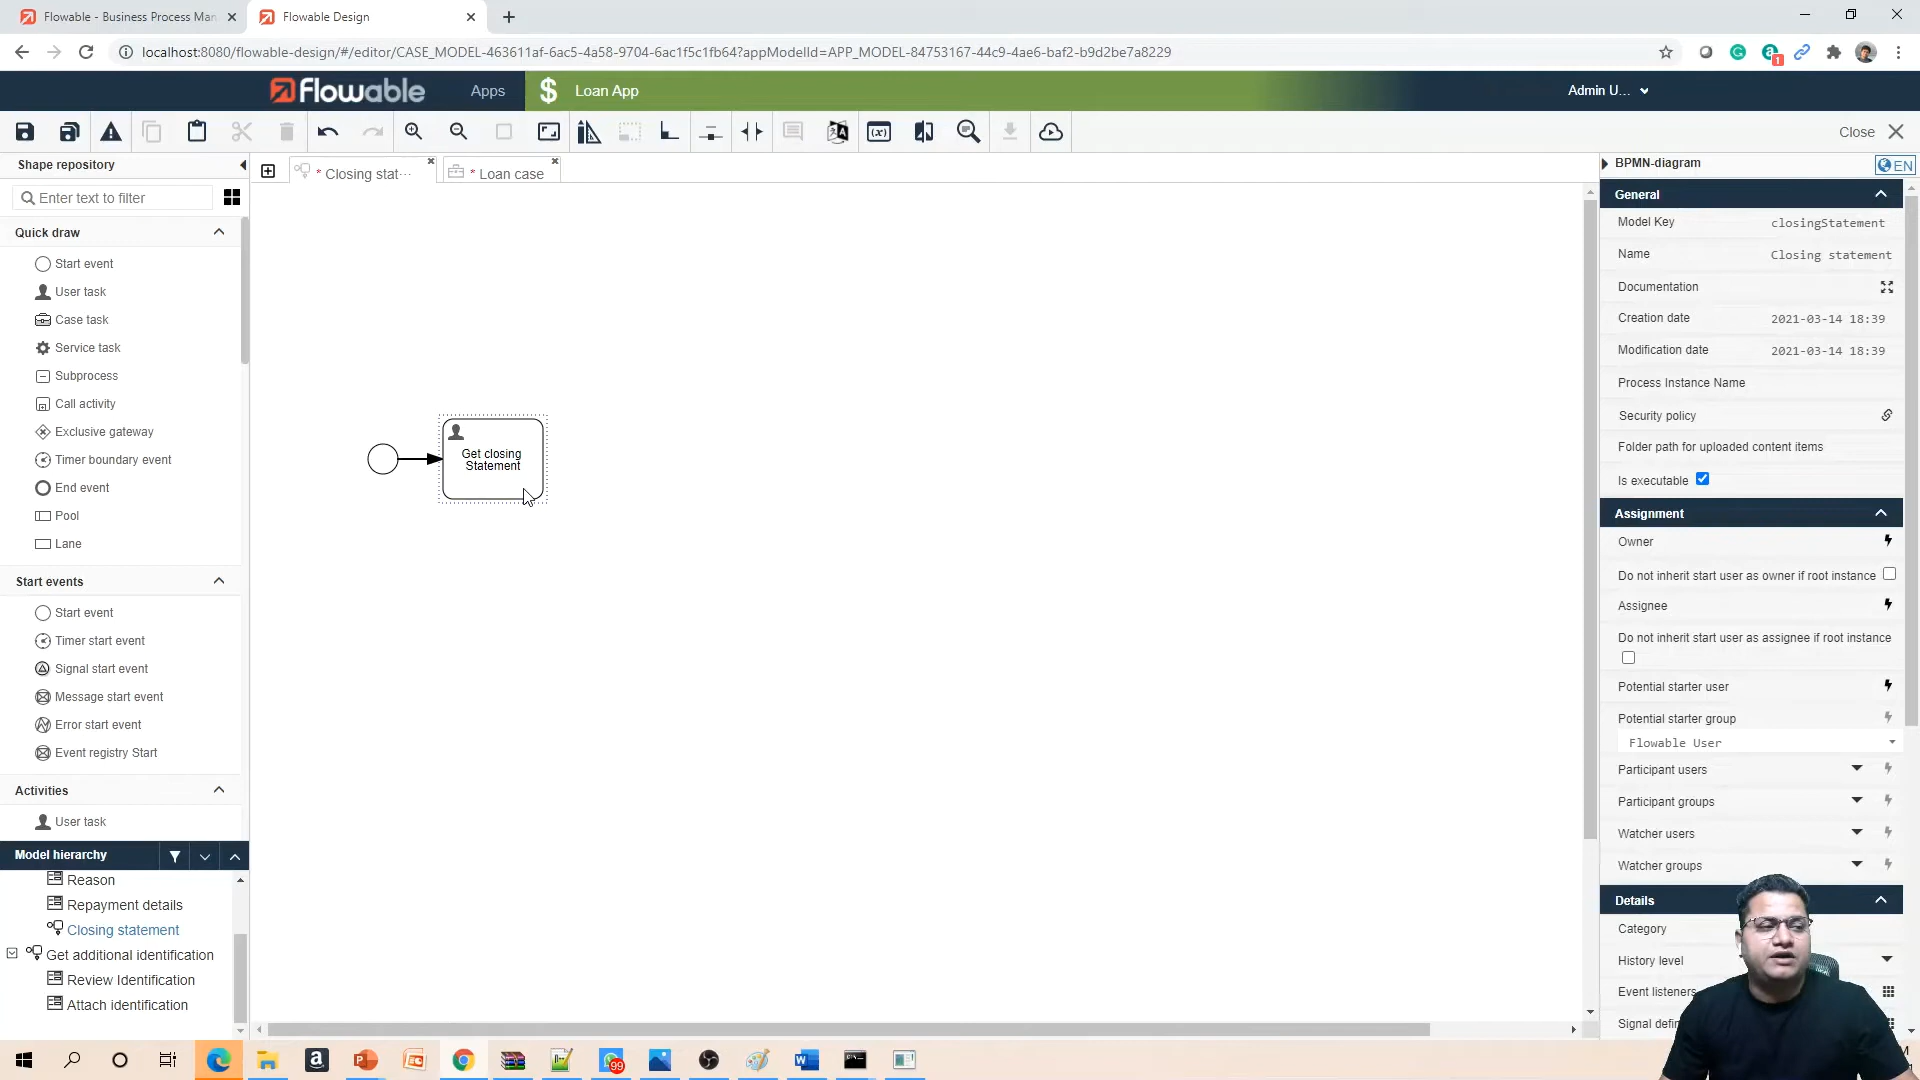 Flowable - Business Process Man
Flowable Design
localhost:8080/flowable-design/#/editor/CASE_MODEL-463611af-6ac5-4a58-9704-6ac1f5c1fb64?appModelId=APP_MODEL-84753167-44c9-4ae6-baf2-b9d2be7a8229
1
flowable
Apps
$ Loan App
Admin U...
Close
Shape repository
* Closing stat···
* Loan case
BPMN-diagram
EN
Enter text to filter
Quick draw
Start event
User task
Case task
Service task
Subprocess
Call activity
Exclusive gateway
Timer boundary event
End event
Pool
Lane
Start events
Start event
Timer start event
Signal start event
Message start event
Error start event
Event registry Start
Activities
User task
Model hierarchy
Reason
Repayment details
Closing statement
Get additional identification
Review Identification
Attach identification
Get closing
Statement
General
Model Key closingStatement
Name Closing statement
Documentation
Creation date 2021-03-14 18:39
Modification date 2021-03-14 18:39
Process Instance Name
Security policy
Folder path for uploaded content items
Is executable
Assignment
Owner
Do not inherit start user as owner if root instance
Assignee
Do not inherit start user as assignee if root instance
Potential starter user
Potential starter group
Flowable User
Participant users
Participant groups
Watcher users
Watcher groups
Details
Category
History level
Event listeners
Signal
99